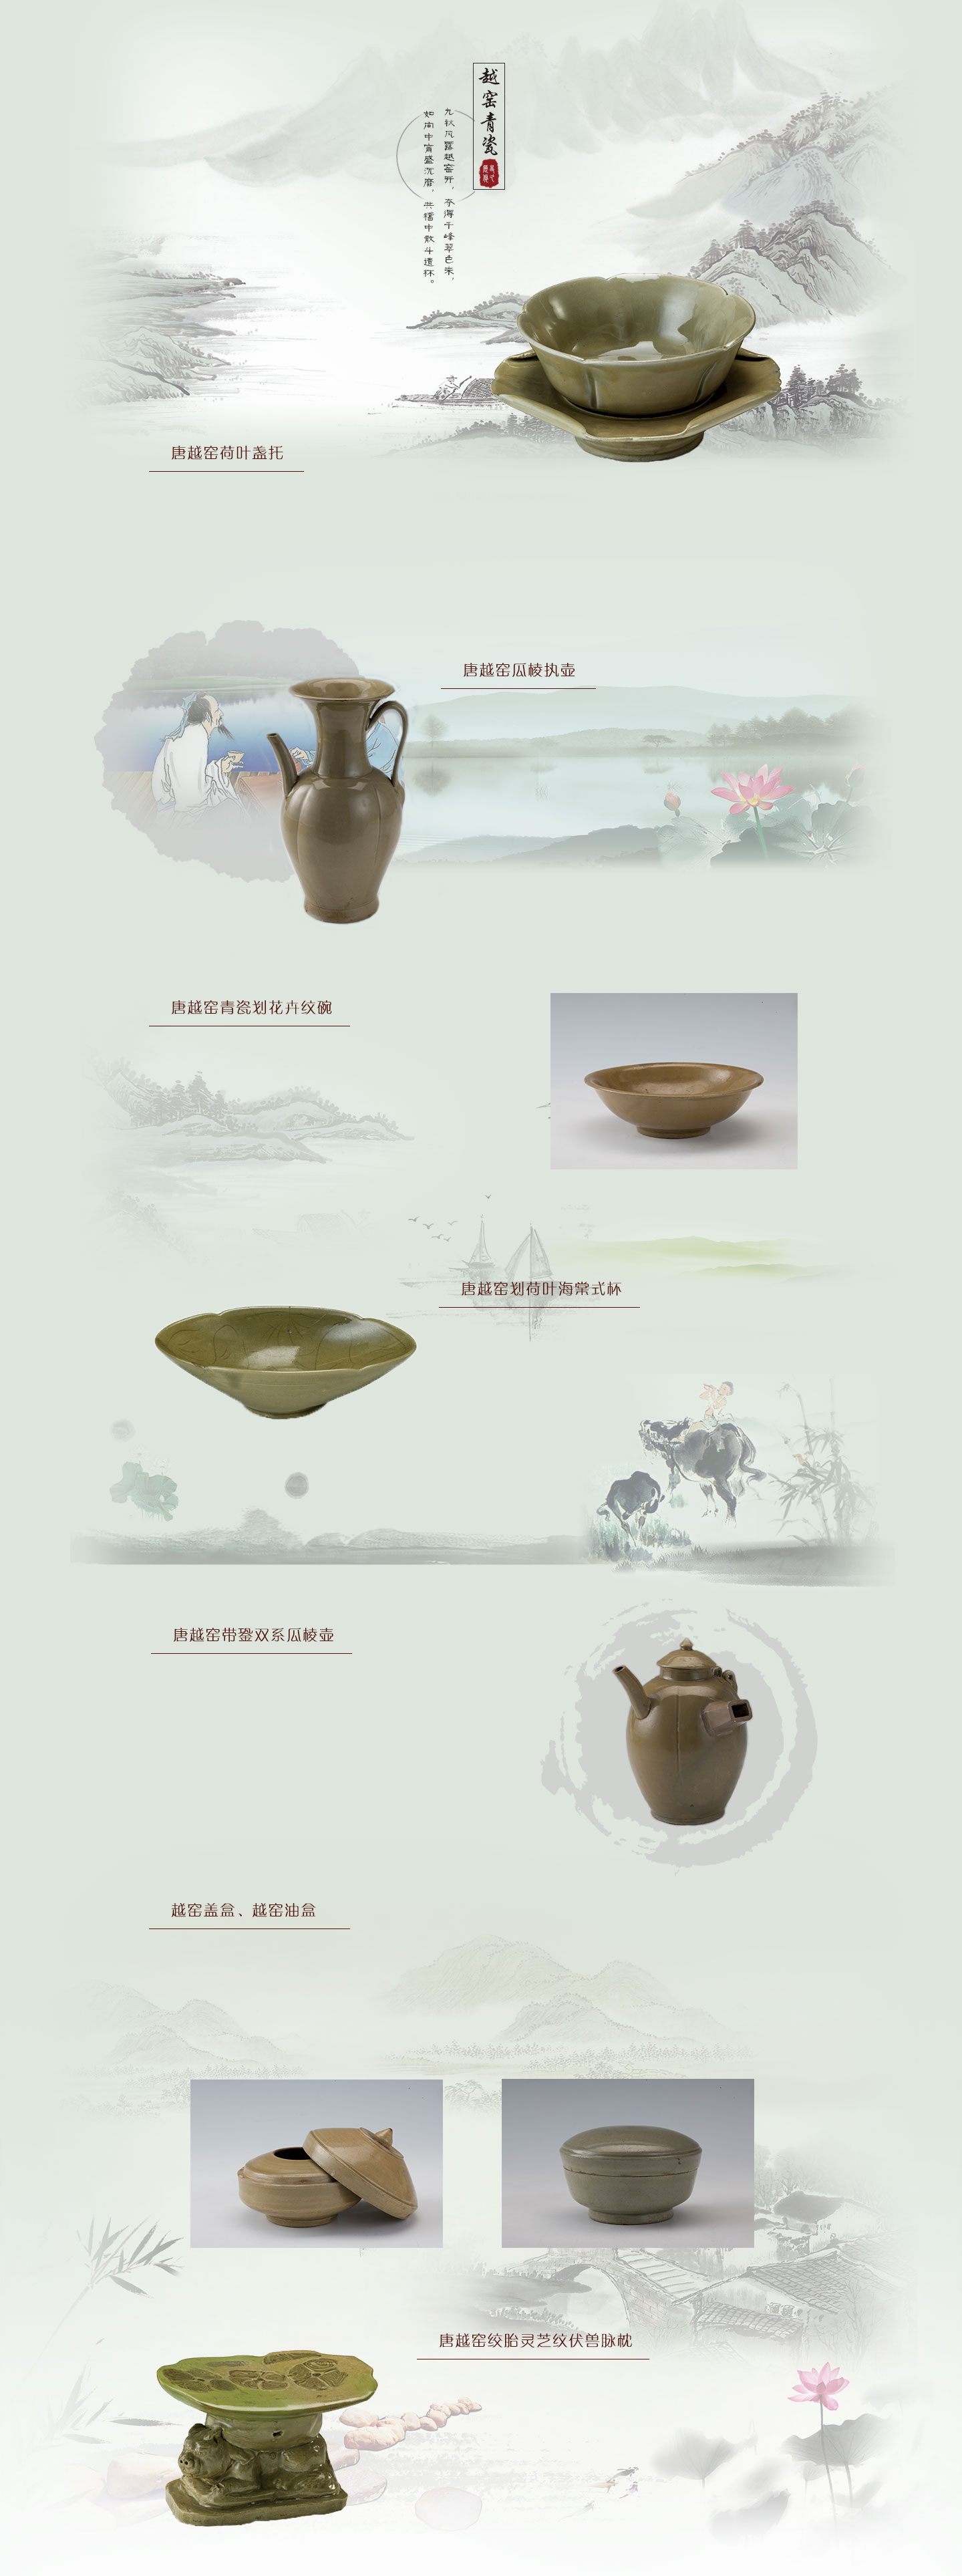 越窑青瓷
九秋风露越窑开，夺得千峰翠色来，
如向中宵盛沆瀣，共嵇中散斗遗杯。
唐越窑荷叶盏托
唐越窑瓜棱执壶
唐越窑青瓷划花卉纹碗
唐越窑划荷叶海棠式杯
唐越窑带錾双系瓜棱壶
越窑盖盒、越窑油盒
唐越窑绞胎灵芝纹伏兽脉枕